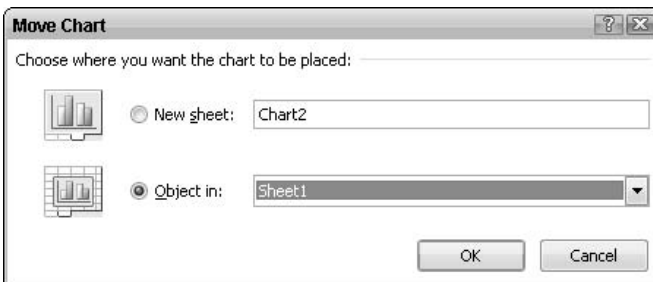 Move Chart
Choose where you want the chart to be placed:
New sheet: Chart2
Object in: Sheet1
OK Cancel